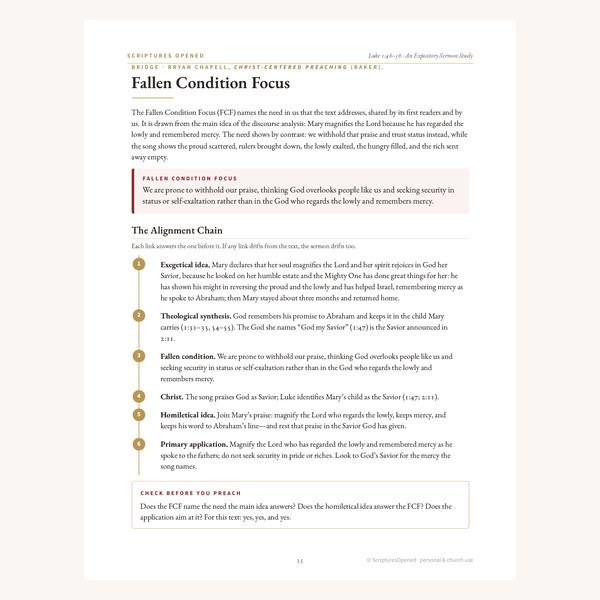 SCRIPTURES OPENED
Luke 1:46–56 · An Expository Sermon Study
BRIDGE · BRYAN CHAPELL, CHRIST-CENTERED PREACHING (BAKER).
Fallen Condition Focus
The Fallen Condition Focus (FCF) names the need in us that the text addresses, shared by its first readers and by
us. It is drawn from the main idea of the discourse analysis: Mary magnifies the Lord because he has regarded the
lowly and remembered mercy. The need shows by contrast: we withhold that praise and trust status instead, while
the song shows the proud scattered, rulers brought down, the lowly exalted, the hungry filled, and the rich sent
away empty.
FALLEN CONDITION FOCUS
We are prone to withhold our praise, thinking God overlooks people like us and seeking security in
status or self-exaltation rather than in the God who regards the lowly and remembers mercy.
The Alignment Chain
Each link answers the one before it. If any link drifts from the text, the sermon drifts too.
1 Exegetical idea. Mary declares that her soul magnifies the Lord and her spirit rejoices in God her
Savior, because he looked on her humble estate and the Mighty One has done great things for her: he
has shown his might in reversing the proud and the lowly and has helped Israel, remembering mercy as
he spoke to Abraham; then Mary stayed about three months and returned home.
2 Theological synthesis. God remembers his promise to Abraham and keeps it in the child Mary
carries (1:31–35, 54–55). The God she names “God my Savior” (1:47) is the Savior announced in
2:11.
3 Fallen condition. We are prone to withhold our praise, thinking God overlooks people like us and
seeking security in status or self-exaltation rather than in the God who regards the lowly and
remembers mercy.
4 Christ. The song praises God as Savior; Luke identifies Mary’s child as the Savior (1:47; 2:11).
5 Homiletical idea. Join Mary’s praise: magnify the Lord who regards the lowly, keeps mercy, and
keeps his word to Abraham’s line—and rest that praise in the Savior God has given.
6 Primary application. Magnify the Lord who has regarded the lowly and remembered mercy as he
spoke to the fathers; do not seek security in pride or riches. Look to God’s Savior for the mercy the
song names.
CHECK BEFORE YOU PREACH
Does the FCF name the need the main idea answers? Does the homiletical idea answer the FCF? Does the
application aim at it? For this text: yes, yes, and yes.
35
© ScripturesOpened · personal & church use